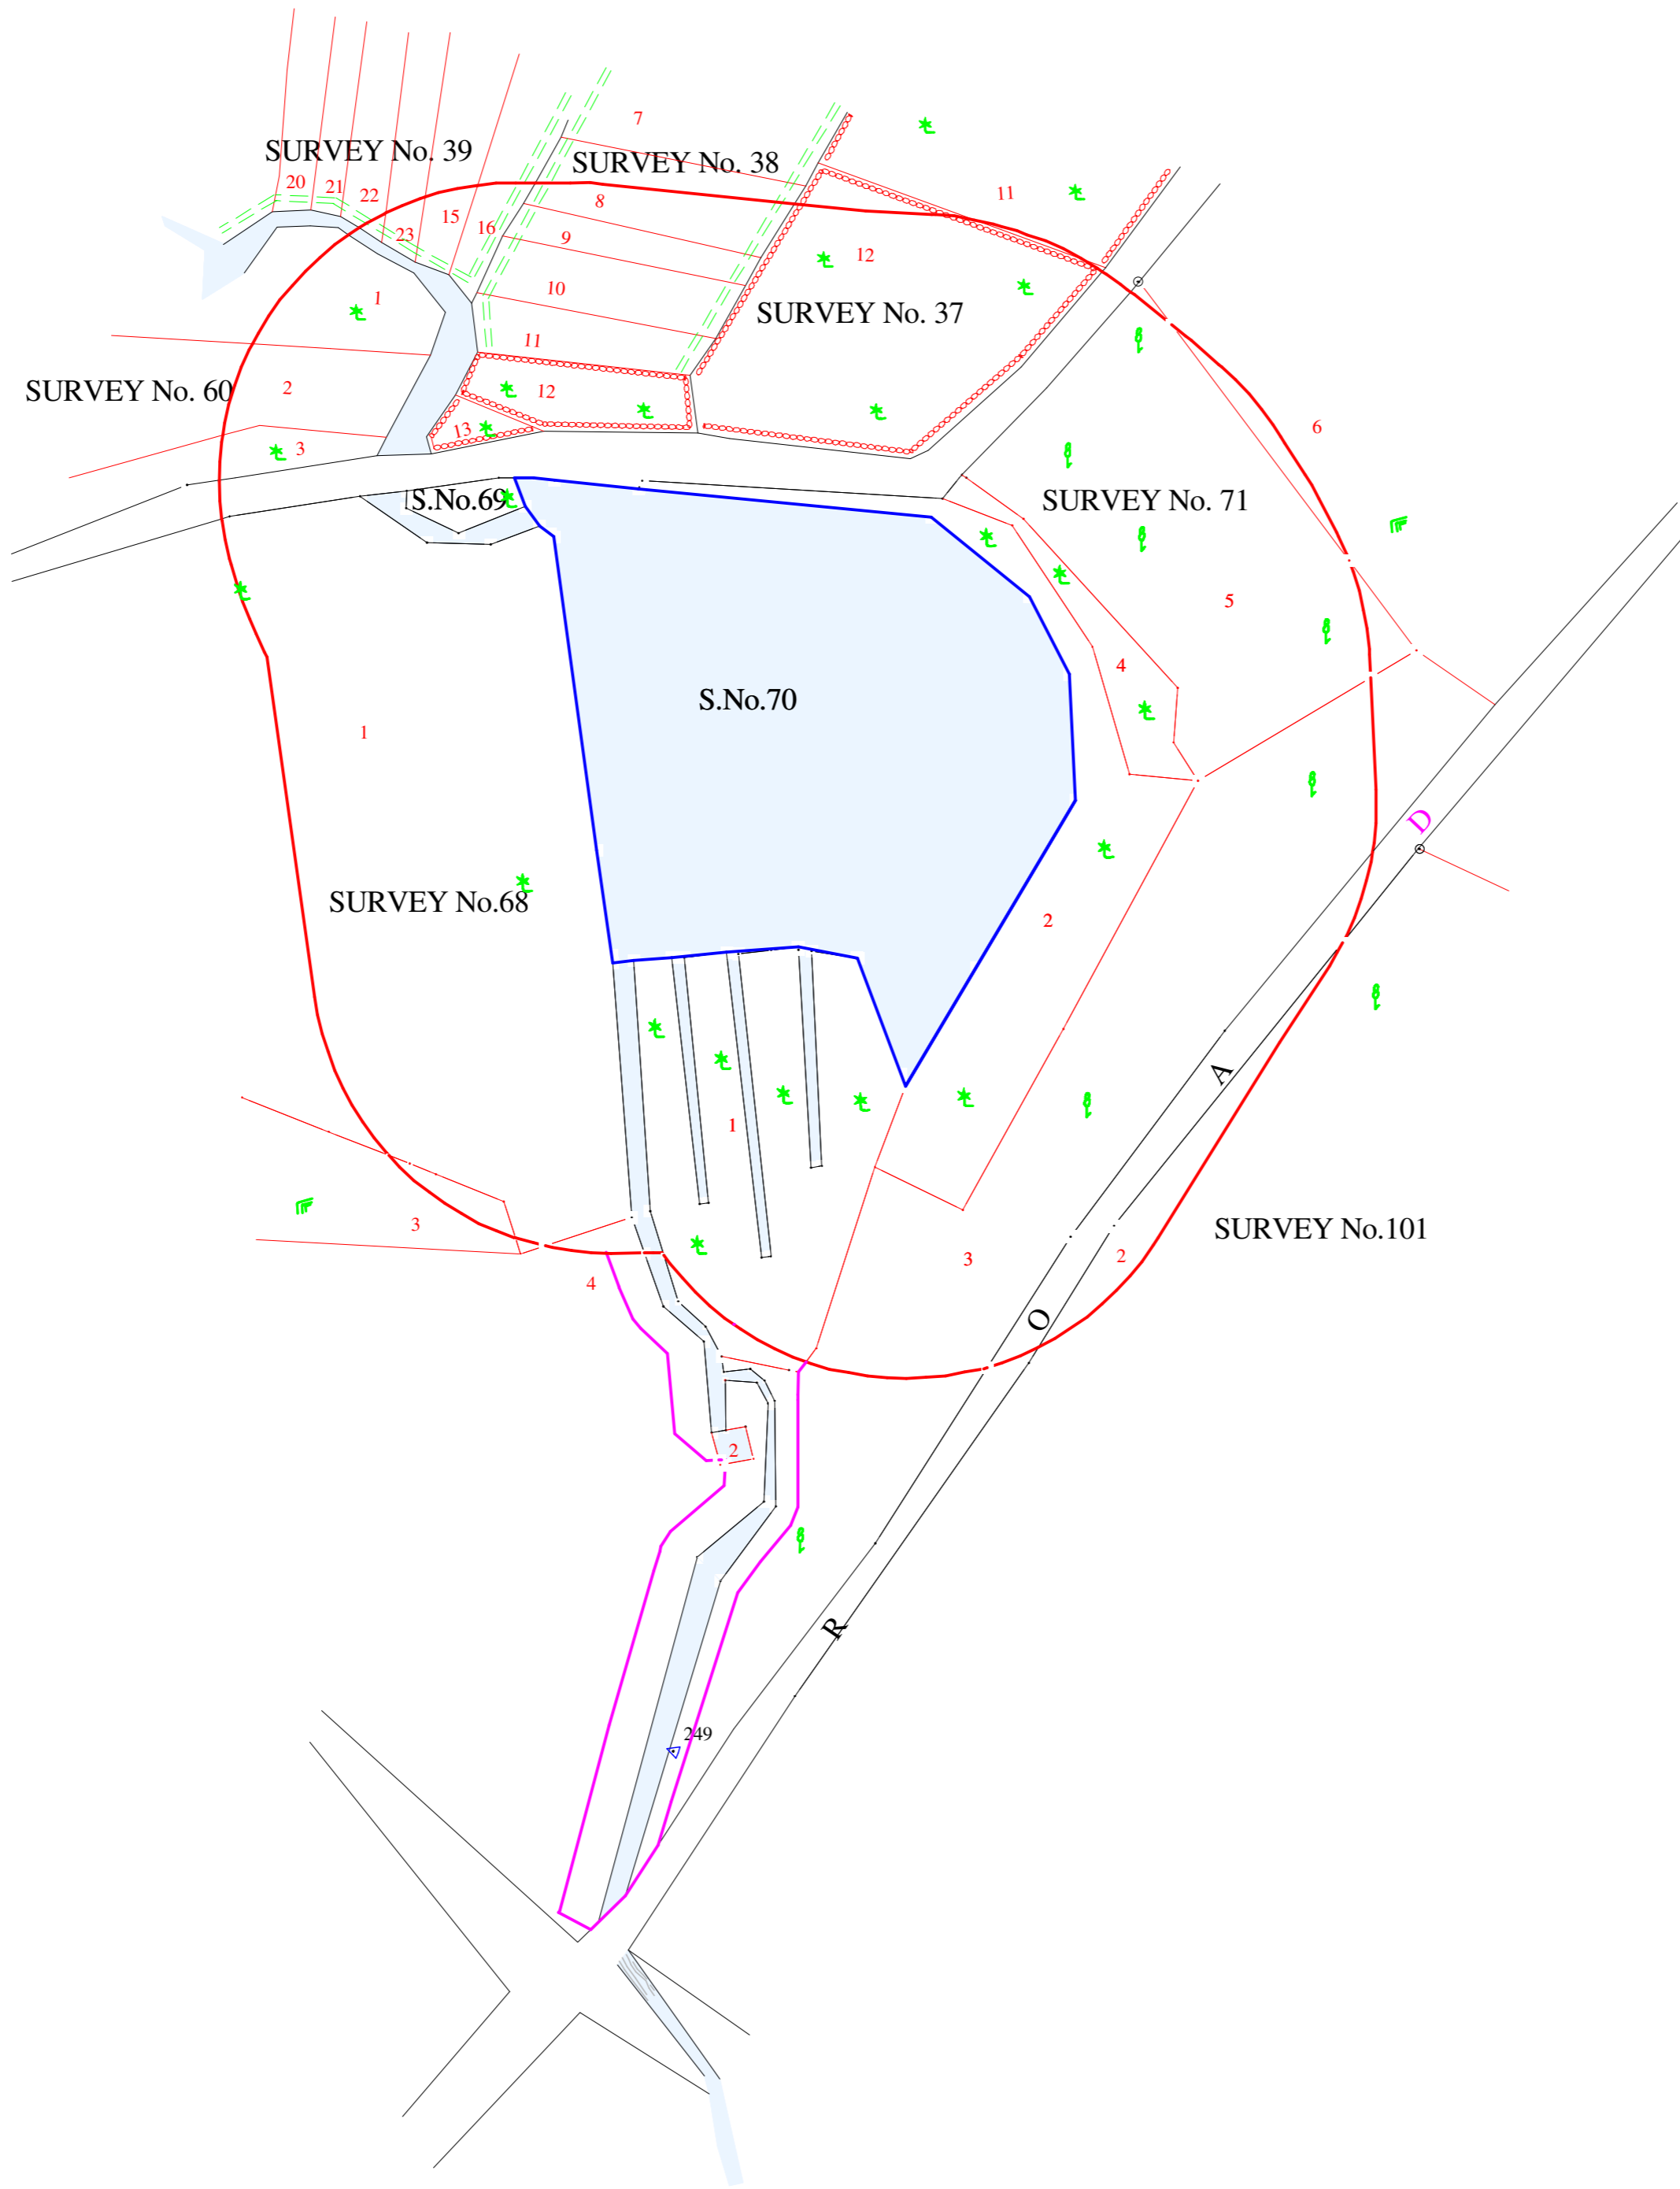 7
SURVEY No. 39
SURVEY No. 38
20
21
22
11
15
16
8
23
9
12
10
1
SURVEY No. 37
11
SURVEY No. 60
2
12
13
6
3
S.No.69
SURVEY No. 71
5
4
S.No.70
1
D
SURVEY No.68
2
A
1
3
SURVEY No.101
3
2
4
O
2
R
249